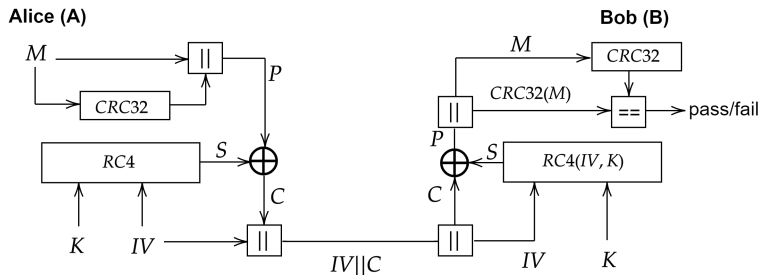 Alice (A)
Bob (B)
M
||
P
CRC32
RC4
S
C
K
IV
||
IV||C
M
CRC32
CRC32(M)
==
pass/fail
||
P
S
RC4(IV, K)
C
||
IV
K